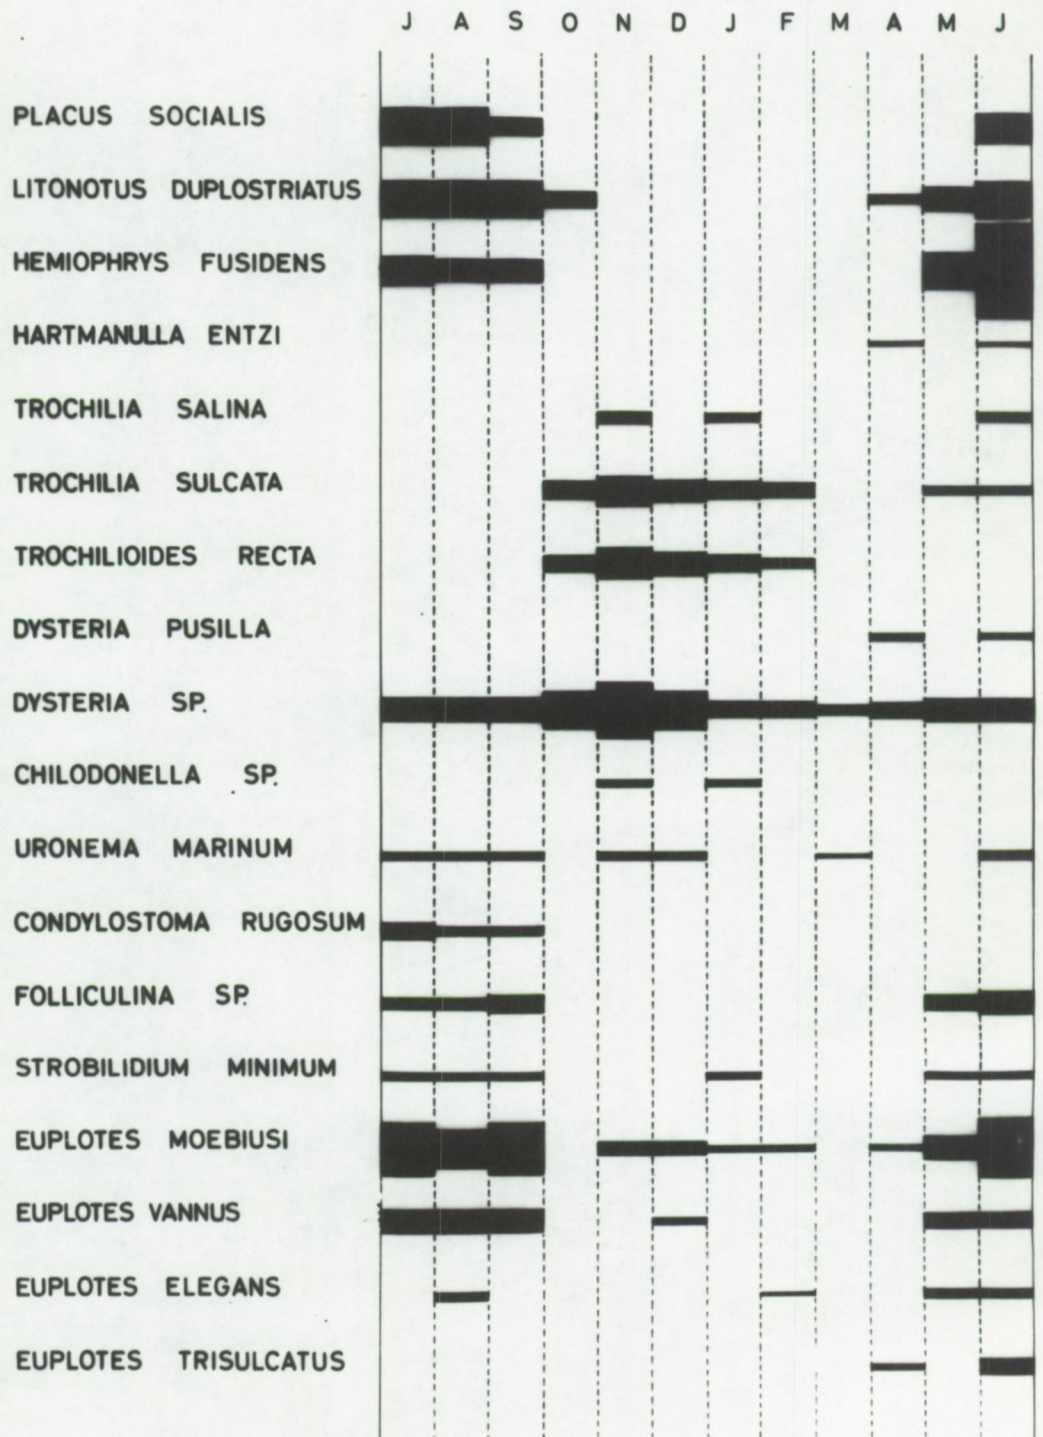 J A S O N D J F M A M J
PLACUS SOCIALIS
LITONOTUS DUPLOSTRIATUS
HEMIOPHRYS FUSIDENS
HARTMANULLA ENTZI
TROCHILIA SALINA
TROCHILIA SULCATA
TROCHILIOIDES RECTA
DYSTERIA PUSILLA
DYSTERIA SP.
CHILODONELLA SP.
URONEMA MARINUM
CONDYLOSTOMA RUGOSUM
FOLLICULINA SP.
STROBILIDIUM MINIMUM
EUPLOTES MOEBIUSI
EUPLOTES VANNUS
EUPLOTES ELEGANS
EUPLOTES TRISULCATUS